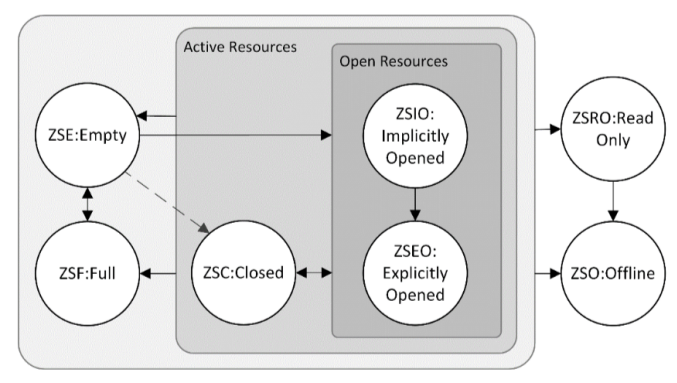 Active Resources
Open Resources
ZSE:Empty
ZSIO:
Implicitly
Opened
ZSRO:Read
Only
ZSF:Full
ZSC:Closed
ZSEO:
Explicitly
Opened
ZSO:Offline